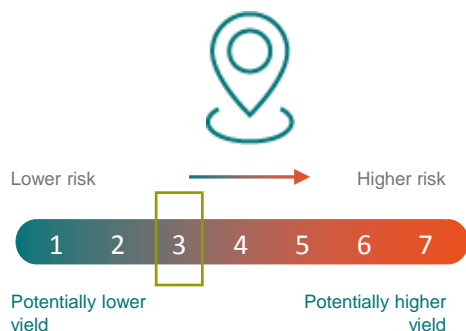 Lower risk Higher risk
1 2 3 4 5 6 7
Potentially lower
yield
Potentially higher
yield